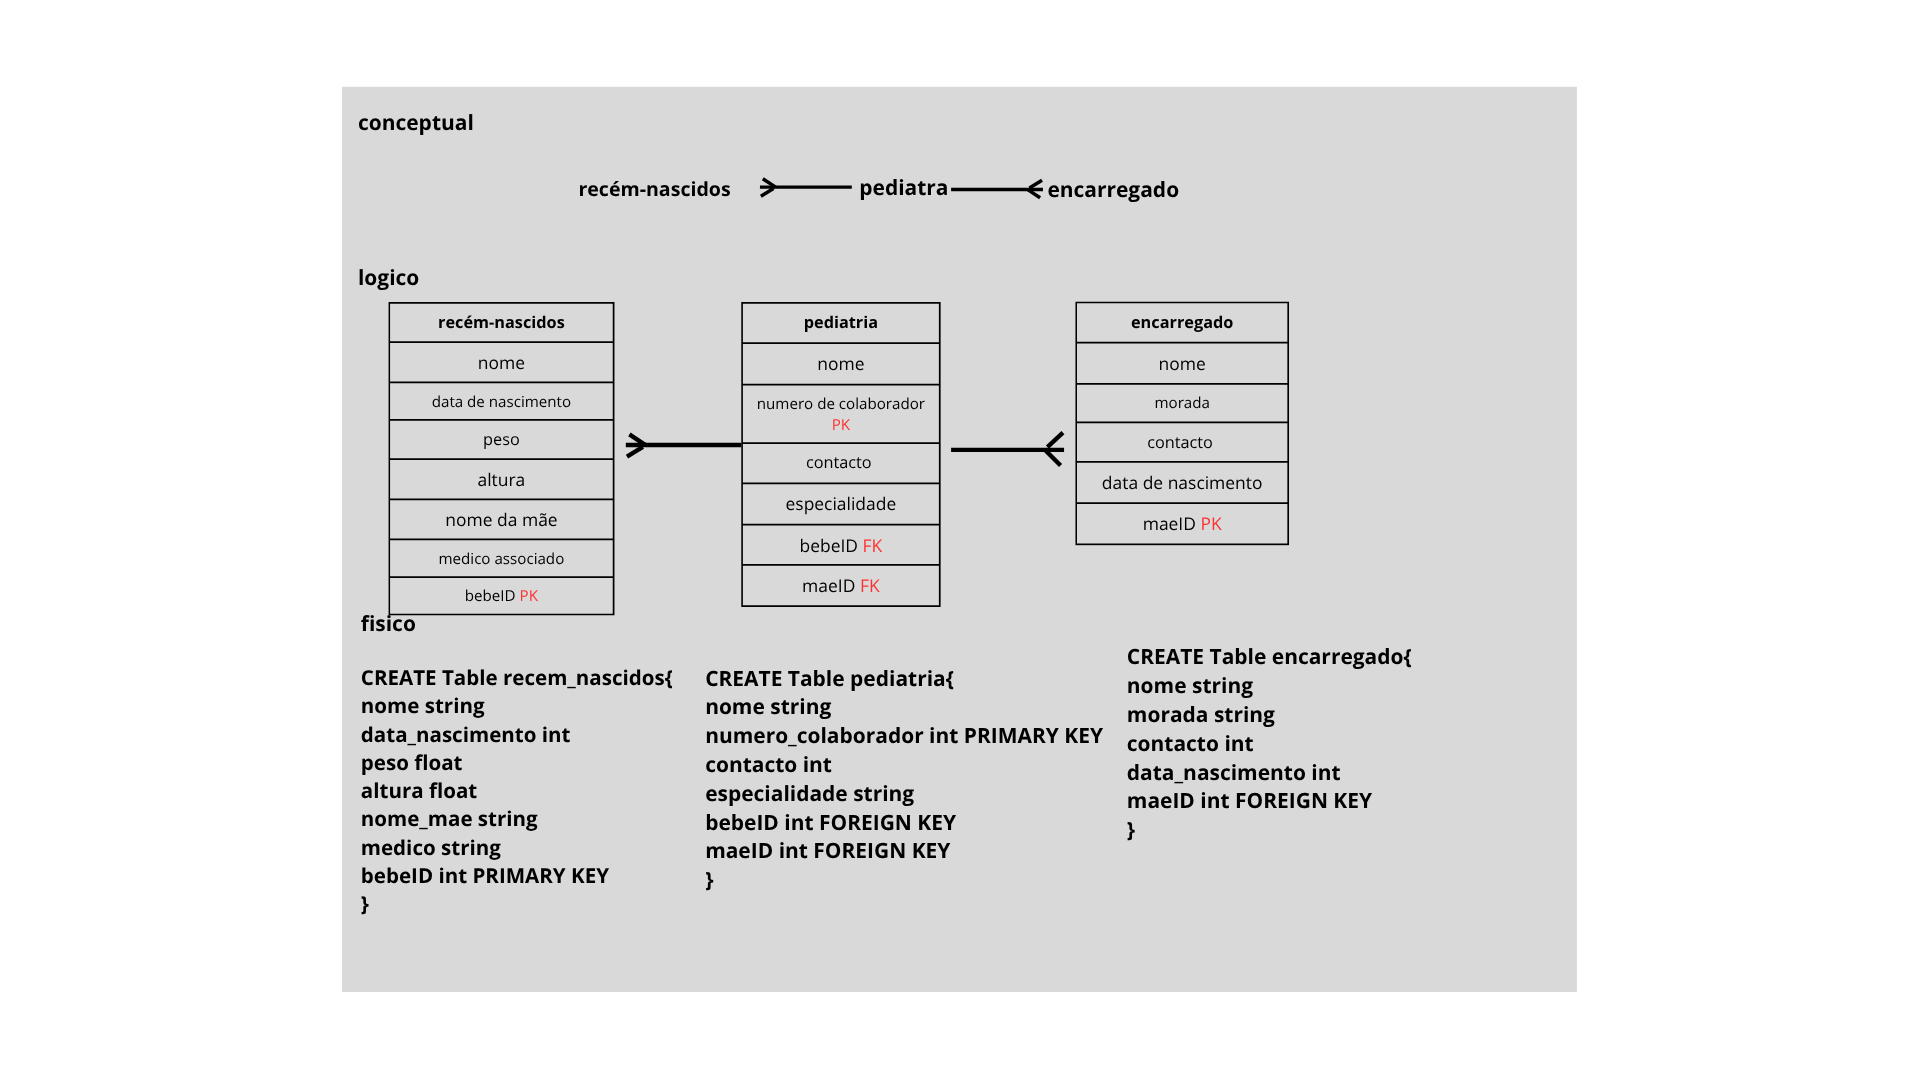 conceptual
recém-nascidos
pediatra
encarregado
logico
recém-nascidos
nome
data de nascimento
peso
altura
nome da mãe
medico associado
bebeID PK
pediatria
nome
numero de colaborador
PK
contacto
especialidade
bebeID FK
maeID FK
encarregado
nome
morada
contacto
data de nascimento
maeID PK
fisico
CREATE Table recem_nascidos{
nome string
data_nascimento int
peso float
altura float
nome_mae string
medico string
bebeID int PRIMARY KEY
}
CREATE Table pediatria{
nome string
numero_colaborador int PRIMARY KEY
contacto int
especialidade string
bebeID int FOREIGN KEY
maeID int FOREIGN KEY
}
CREATE Table encarregado{
nome string
morada string
contacto int
data_nascimento int
maeID int FOREIGN KEY
}